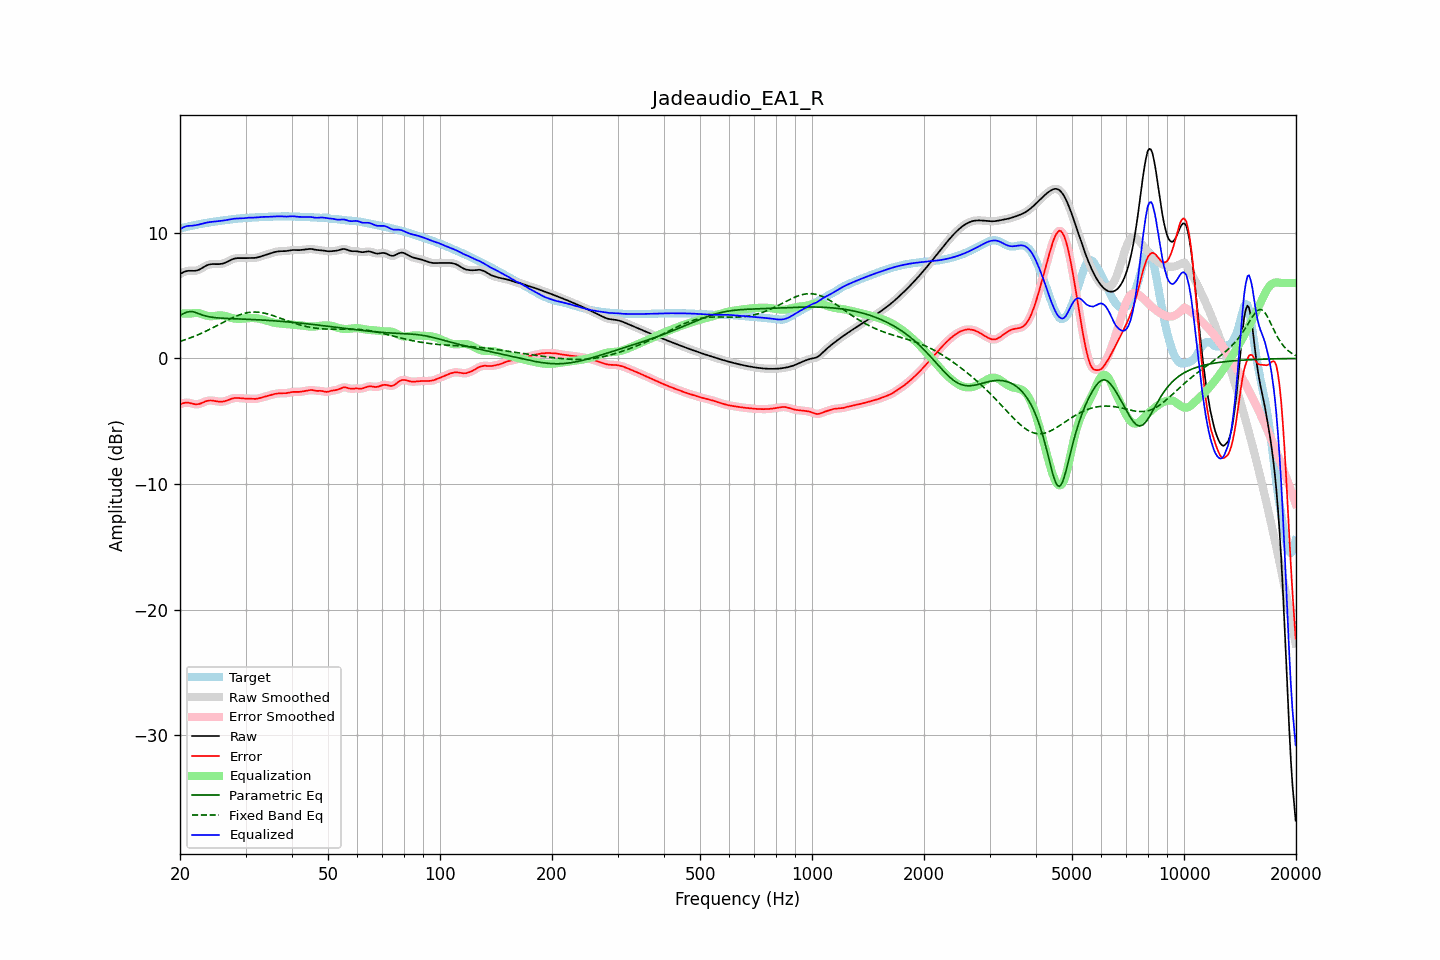 Jadeaudio_EA1_R
Amplitude (dBr)
10
0
−10
−20
−30
Target
Raw Smoothed
Error Smoothed
Raw
Error
Equalization
Parametric Eq
Fixed Band Eq
Equalized
20 50 100 200 500 1000 2000 5000 10000 20000
Frequency (Hz)